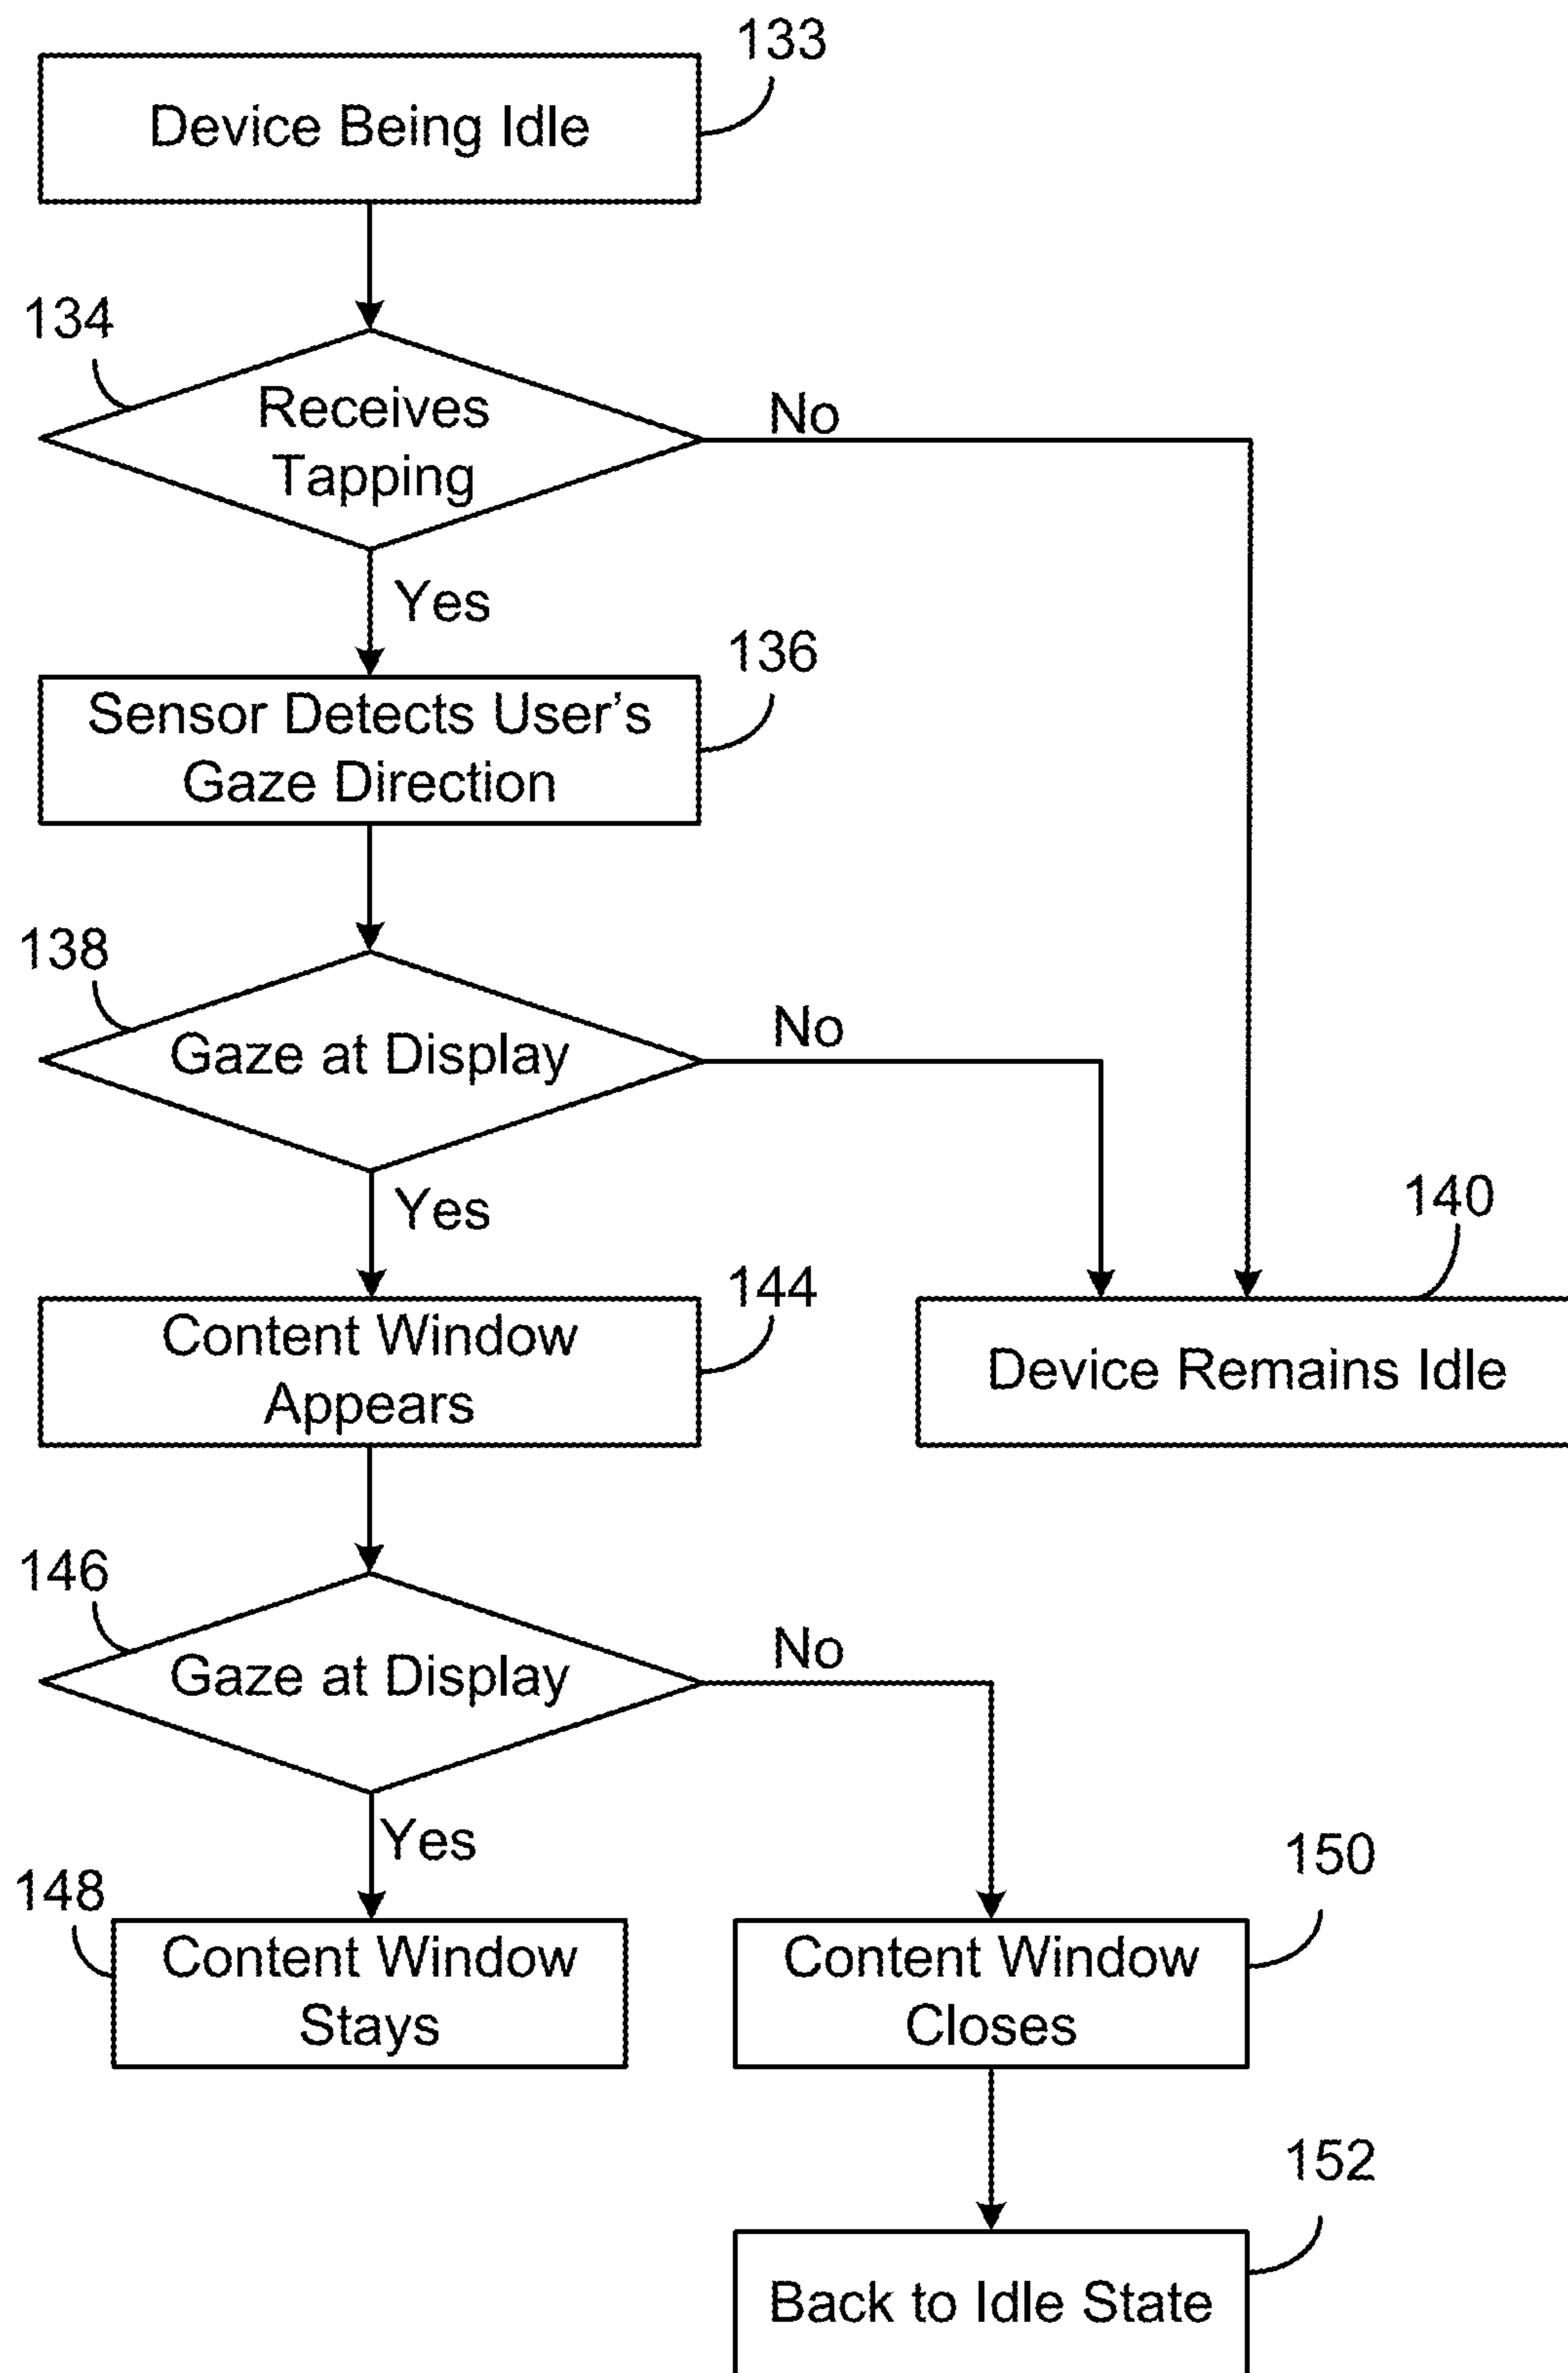 133
Device Being Idle
134
Receives
Tapping
No
Yes
136
Sensor Detects User's
Gaze Direction
138
Gaze at Display
No
Yes
140
144
Content Window
Appears
Device Remains Idle
146
Gaze at Display
No
Yes
148
150
Content Window
Stays
Content Window
Closes
152
Back to Idle State